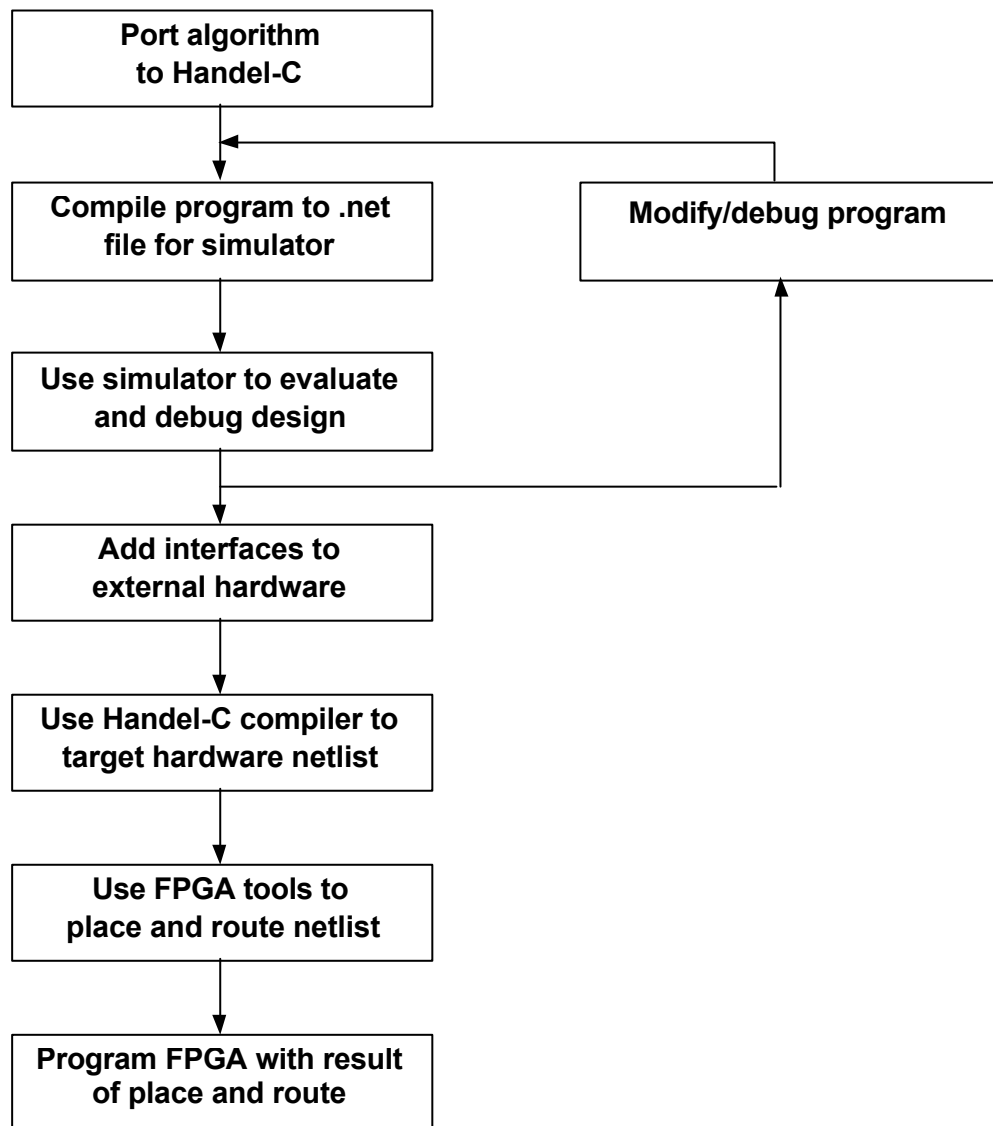 Port algorithm
to Handel-C
Compile program to .net
file for simulator
Modify/debug program
Use simulator to evaluate
and debug design
Add interfaces to
external hardware
Use Handel-C compiler to
target hardware netlist
Use FPGA tools to
place and route netlist
Program FPGA with result
of place and route